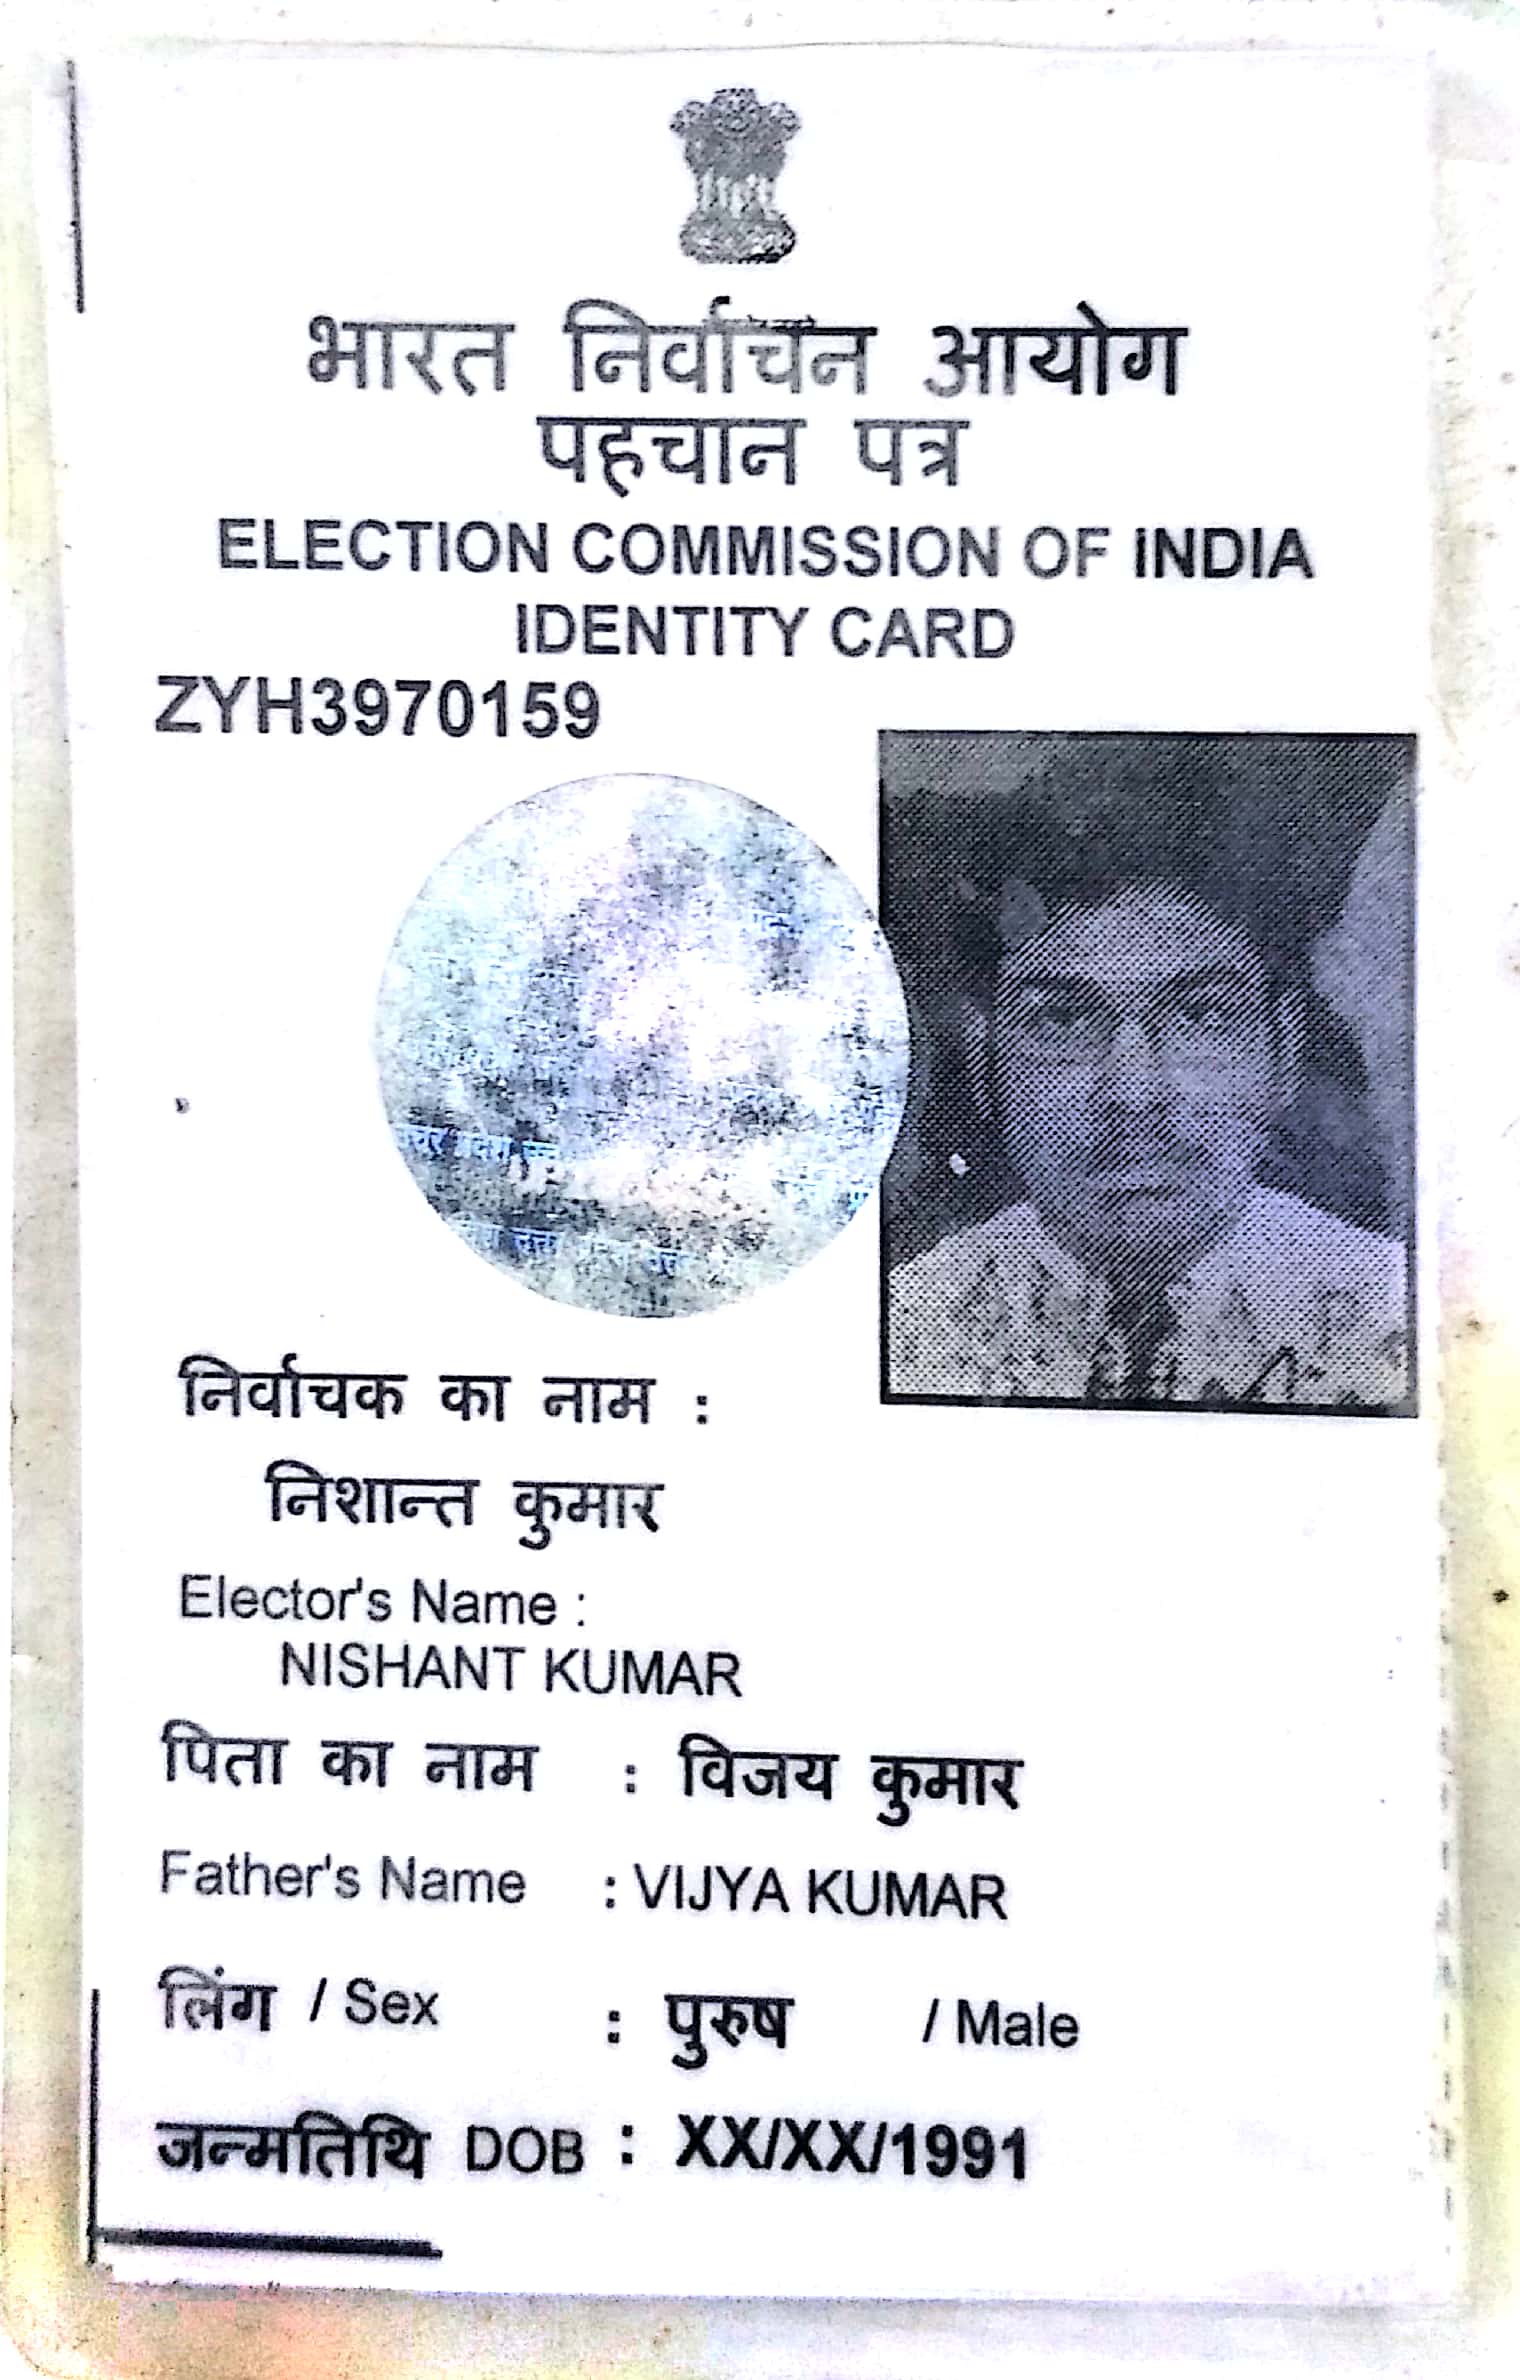 भारत निर्वाचन आयोग
पहचान पत्र
ELECTION COMMISSION OF INDIA
IDENTITY CARD
ZYH3970159
निर्वाचक का नाम :
निशान्त कुमार
Elector's Name :
NISHANT KUMAR
पिता का नाम : विजय कुमार
Father's Name : VIJYA KUMAR
लिंग / Sex : पुरुष / Male
जन्मतिथि DOB : XX/XX/1991